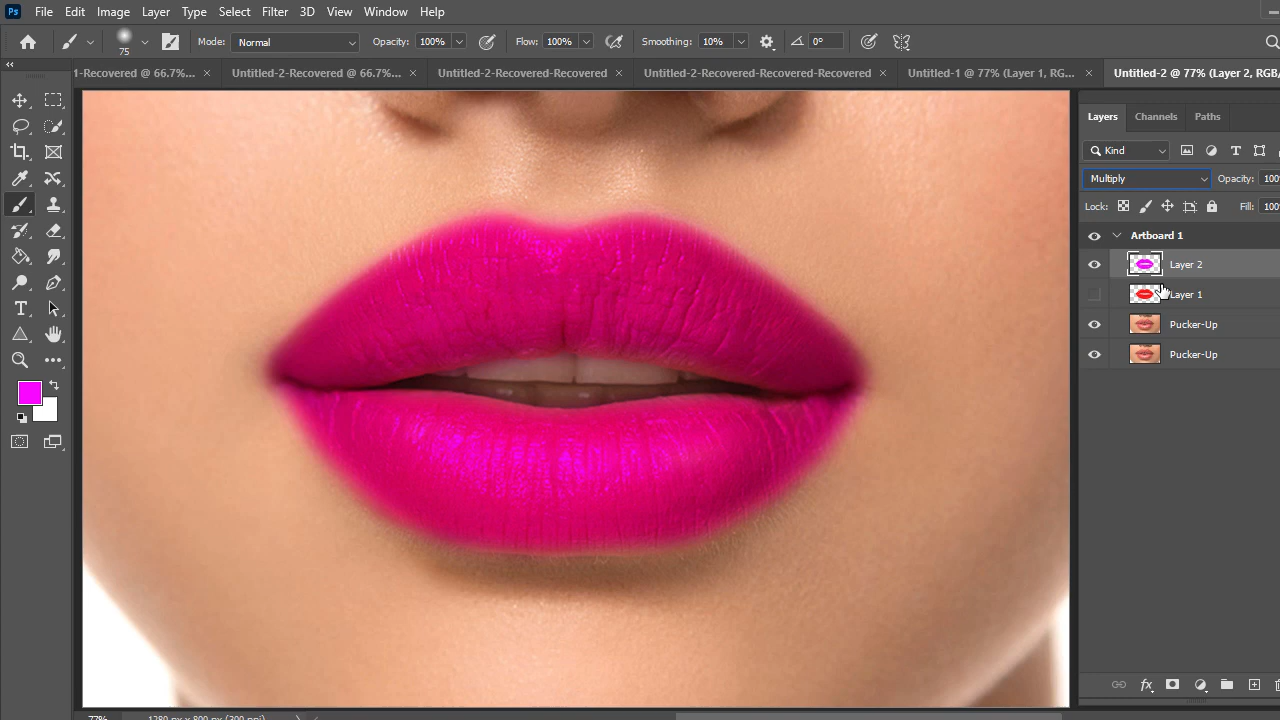 Ps File Edit Image Layer Type Select Filter 3D View Window Help
75 Mode: Normal Opacity: 100% Flow: 100% Smoothing: 10% 0°
1-Recovered @ 66.7%... × Untitled-2-Recovered @ 66.7%... × Untitled-2-Recovered-Recovered × Untitled-2-Recovered-Recovered-Recovered × Untitled-1 @ 77% (Layer 1, RG... × Untitled-2 @ 77% (Layer 2, RGB/
Layers Channels Paths
Kind
Multiply Opacity: 100
Lock: Fill: 100
Artboard 1
Layer 2
Layer 1
Pucker-Up
Pucker-Up
fx
77% 1280 px x 800 px (300 ppi)